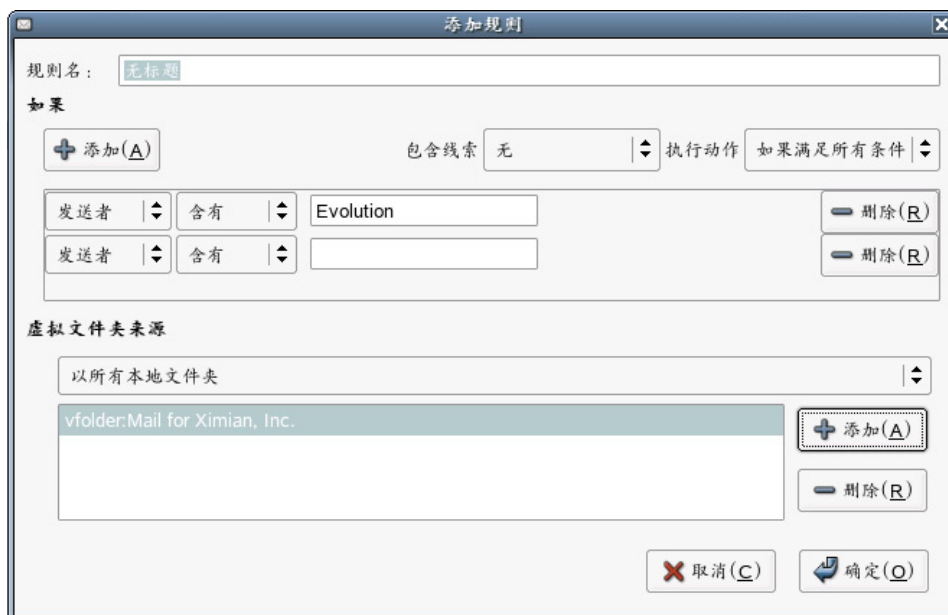 添加规则
规则名： 无标题
如果
添加(A) 包含线索 无 执行动作 如果满足所有条件
发送者 含有 Evolution 删除(R)
发送者 含有 删除(R)
虚拟文件夹来源
以所有本地文件夹
vfolder:Mail for Ximian, Inc.
添加(A)
删除(R)
取消(C) 确定(O)